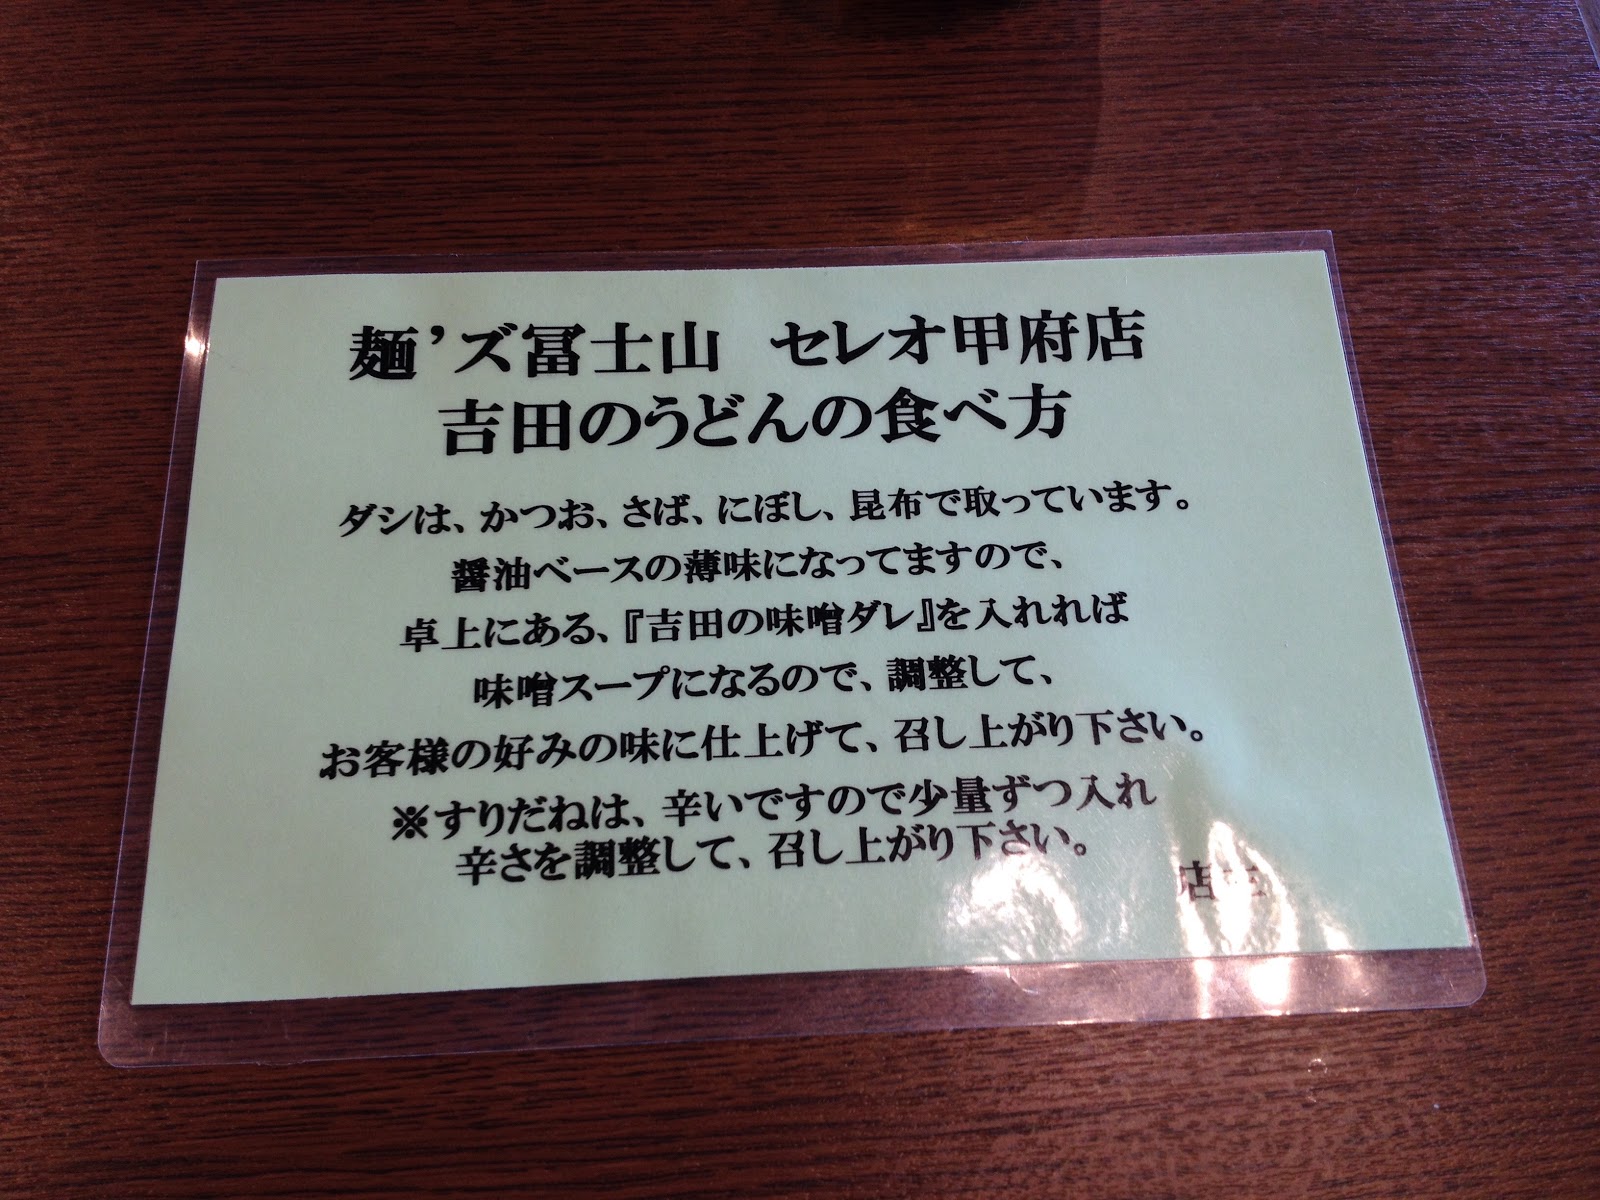 麺’ズ冨士山　セレオ甲府店
吉田のうどんの食べ方
ダシは、かつお、さば、にぼし、昆布で取っています。
醤油ベースの薄味になってますので、
卓上にある、『吉田の味噌ダレ』を入れれば
味噌スープになるので、調整して、
お客様の好みの味に仕上げて、召し上がり下さい。
※すりだねは、辛いですので少量ずつ入れ
辛さを調整して、召し上がり下さい。
店主